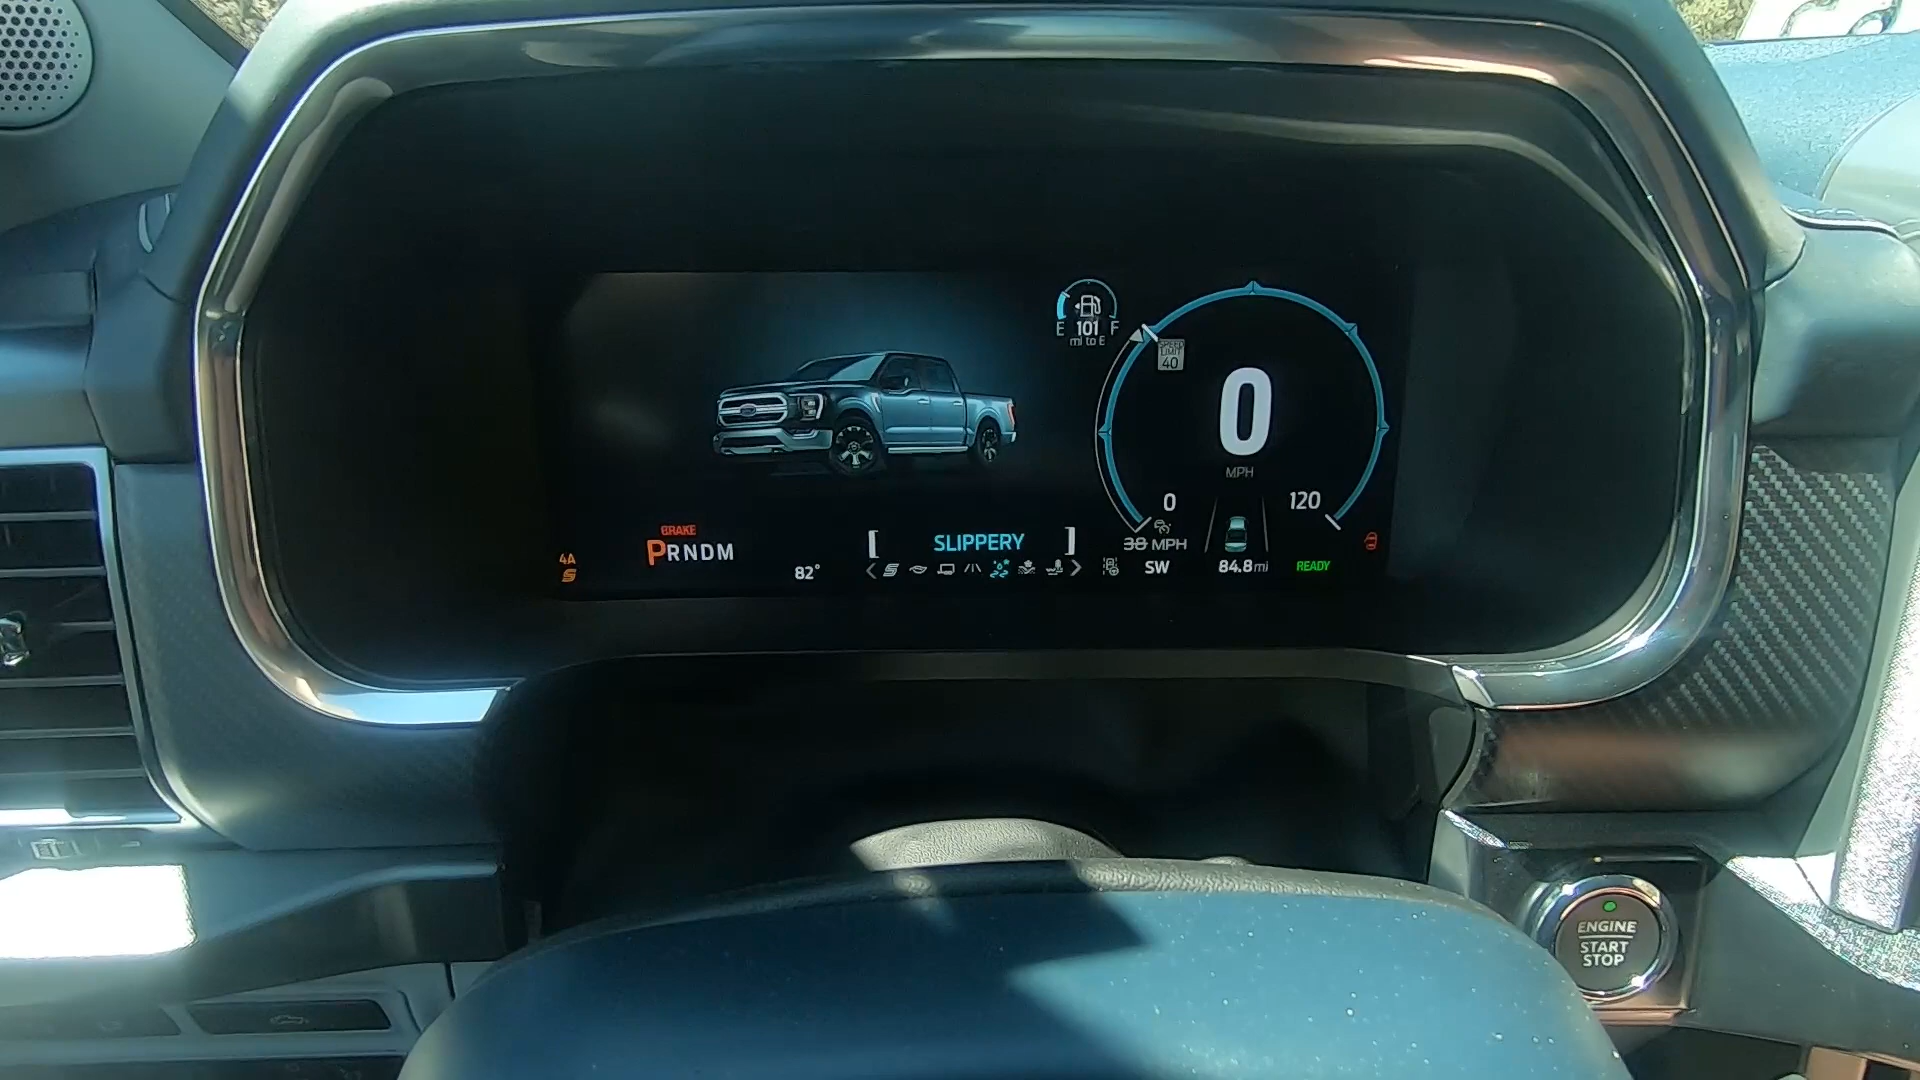 E 101 F
mi to E
SPEED
LIMIT
40
0
MPH
0
120
38 MPH
BRAKE
PRNDM
4A
82°
[ SLIPPERY ]
SW
84.8mi
READY
ENGINE
START
STOP